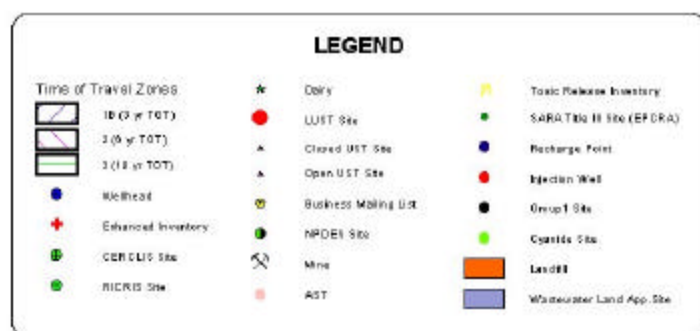 LEGEND
Time of Travel Zones
1B (3 yr TOT)
2 (6 yr TOT)
3 (10 yr TOT)
Wellhead
Enhanced Inventory
CERCLIS Site
RICRIS Site
Dairy
LUST Site
Closed UST Site
Open UST Site
Business Mailing List
NPDES Site
Mine
AST
Toxic Release Inventory
SARA Title III Site (EPCRA)
Recharge Point
Injection Well
Group1 Site
Cyanide Site
Landfill
Wastewater Land App. Site